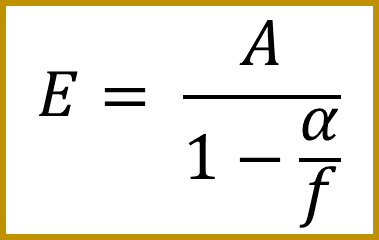 E = A / (1 − α/f)